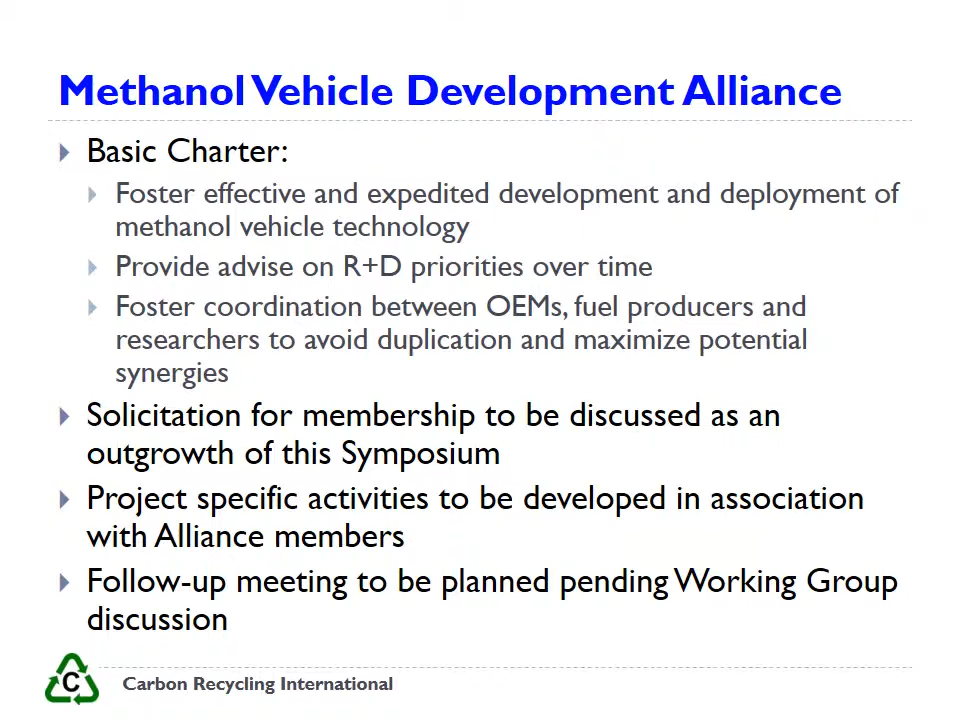 Methanol Vehicle Development Alliance
Basic Charter:
Foster effective and expedited development and deployment of
methanol vehicle technology
Provide advise on R+D priorities over time
Foster coordination between OEMs, fuel producers and
researchers to avoid duplication and maximize potential
synergies
Solicitation for membership to be discussed as an
outgrowth of this Symposium
Project specific activities to be developed in association
with Alliance members
Follow-up meeting to be planned pending Working Group
discussion
C
Carbon Recycling International